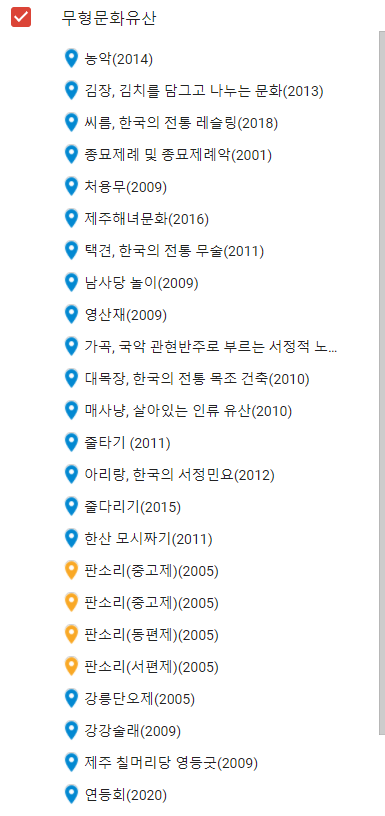 무형문화유산
농악(2014)
김장, 김치를 담그고 나누는 문화(2013)
씨름, 한국의 전통 레슬링(2018)
종묘제례 및 종묘제례악(2001)
처용무(2009)
제주해녀문화(2016)
택견, 한국의 전통 무술(2011)
남사당 놀이(2009)
영산재(2009)
가곡, 국악 관현반주로 부르는 서정적 노...
대목장, 한국의 전통 목조 건축(2010)
매사냥, 살아있는 인류 유산(2010)
줄타기 (2011)
아리랑, 한국의 서정민요(2012)
줄다리기(2015)
한산 모시짜기(2011)
판소리(중고제)(2005)
판소리(중고제)(2005)
판소리(동편제)(2005)
판소리(서편제)(2005)
강릉단오제(2005)
강강술래(2009)
제주 칠머리당 영등굿(2009)
연등회(2020)